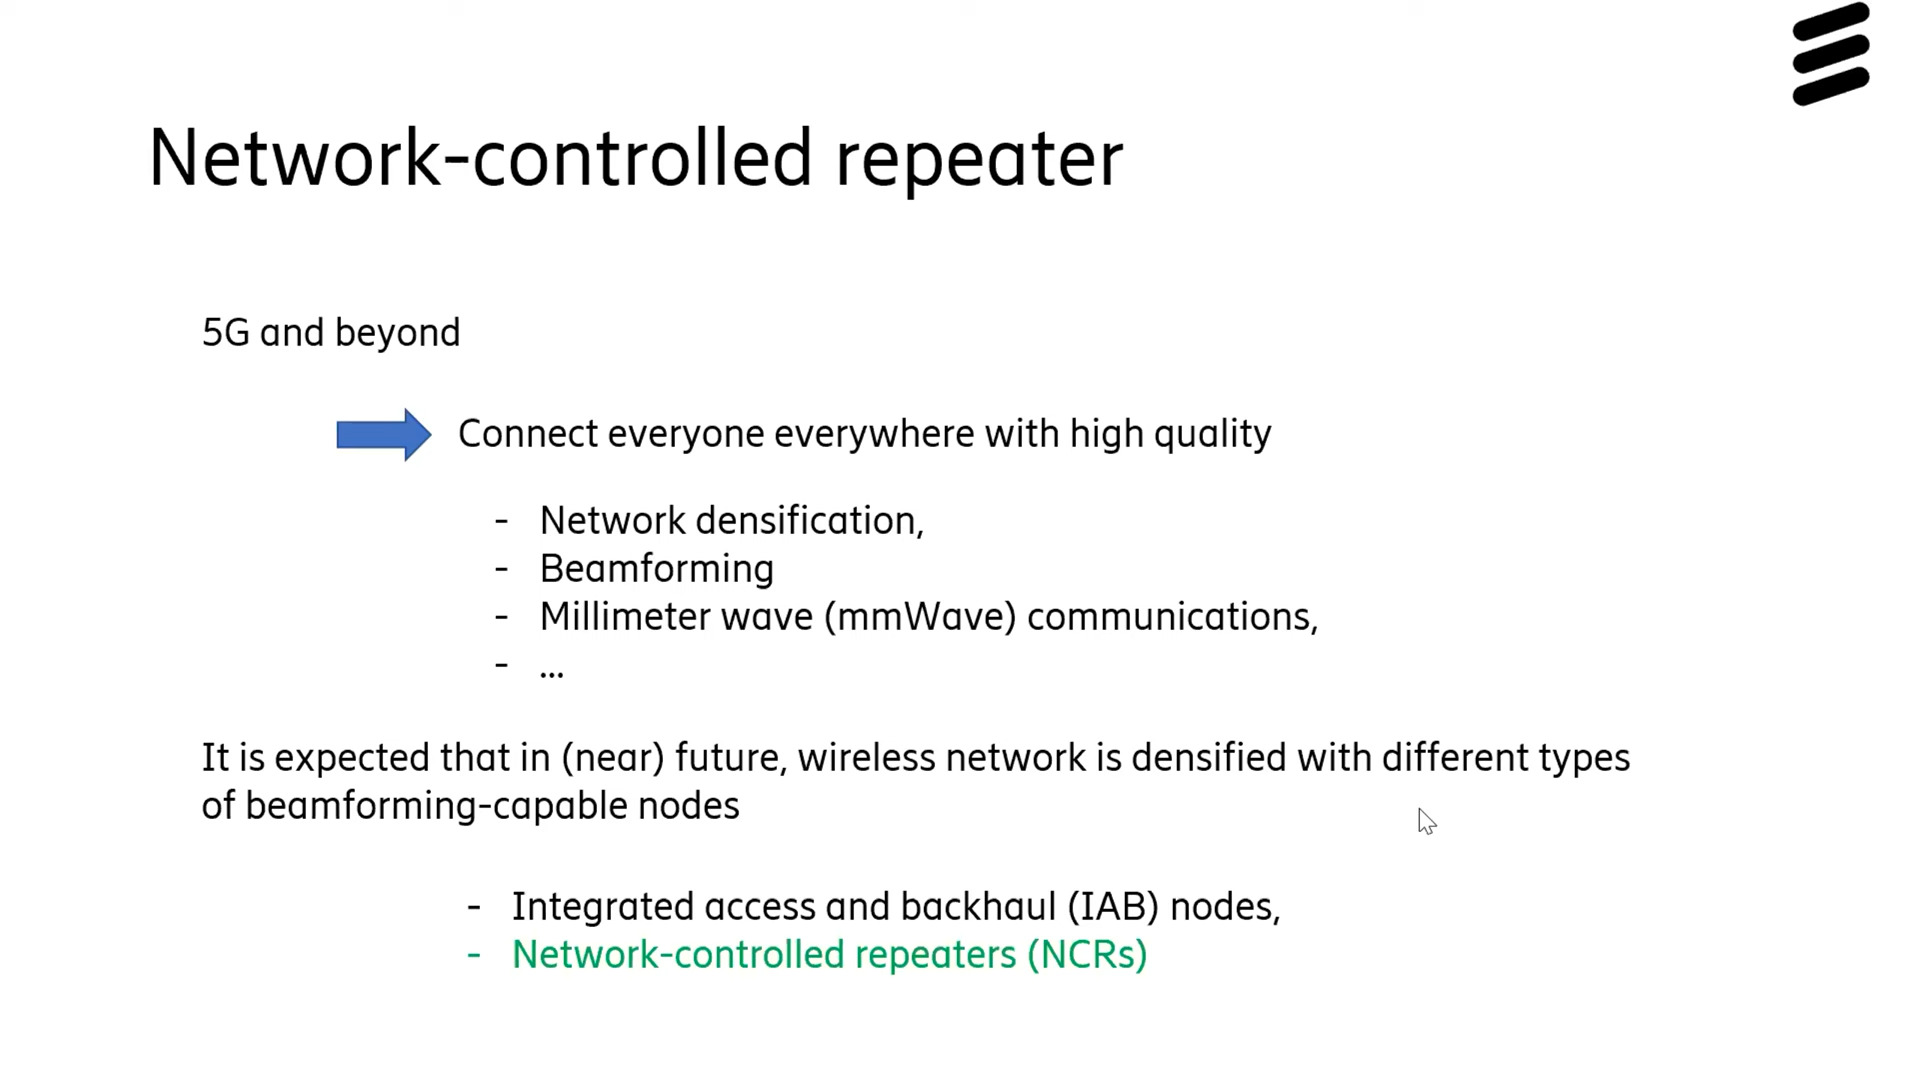 Network-controlled repeater
5G and beyond
Connect everyone everywhere with high quality
- Network densification,
- Beamforming
- Millimeter wave (mmWave) communications,
- ...
It is expected that in (near) future, wireless network is densified with different types
of beamforming-capable nodes
- Integrated access and backhaul (IAB) nodes,
- Network-controlled repeaters (NCRs)